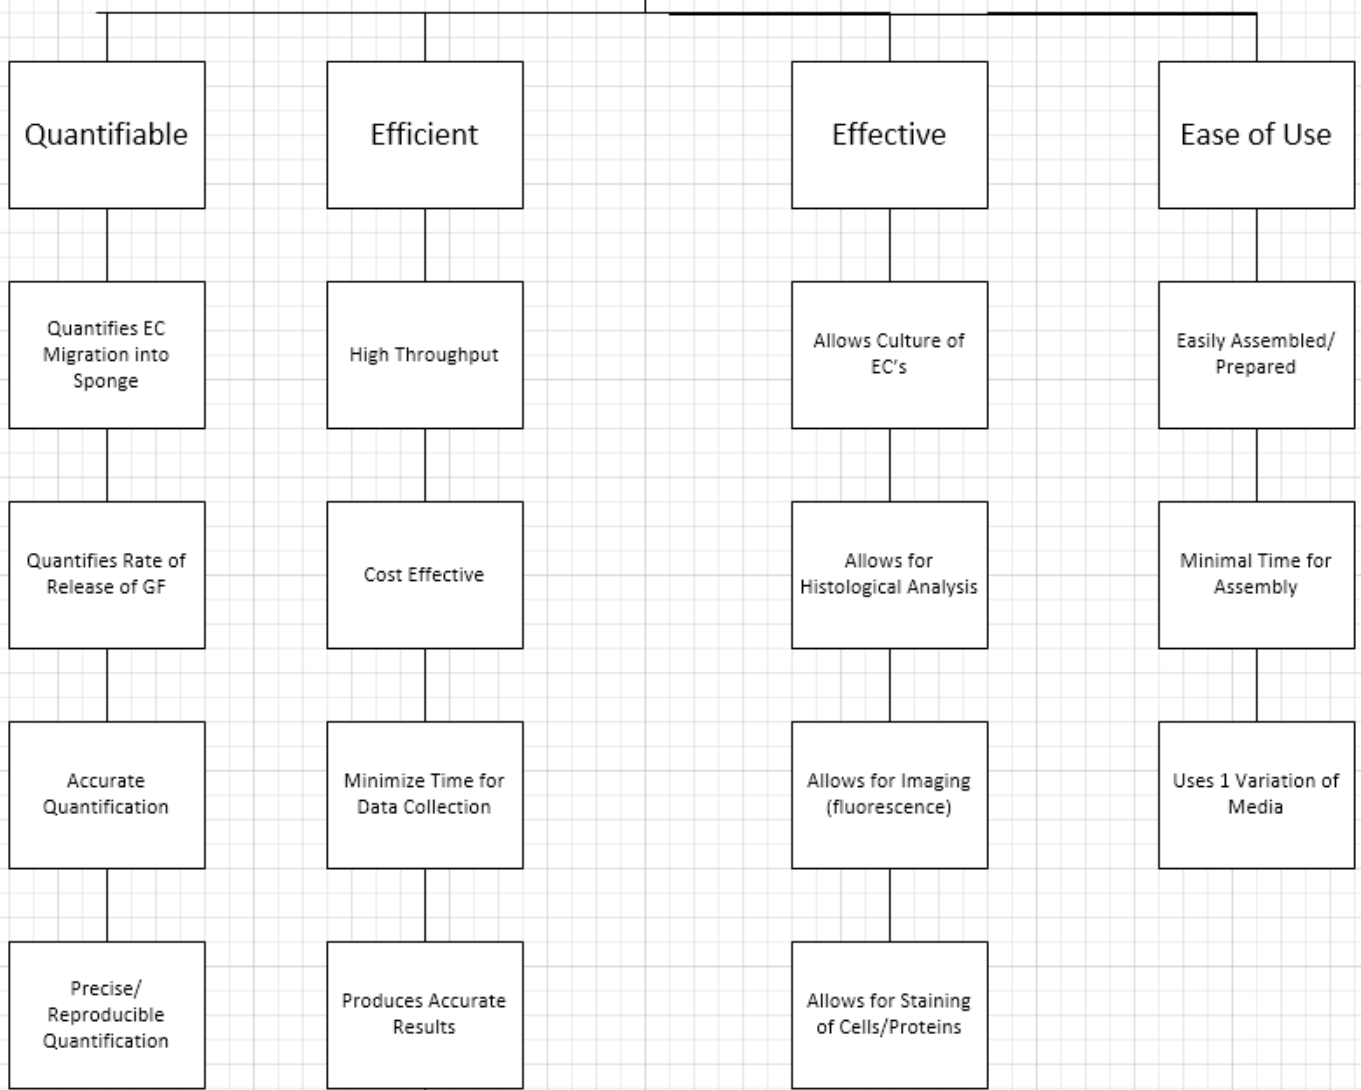 Quantifiable
Efficient
Effective
Ease of Use
Quantifies EC
Migration into
Sponge
High Throughput
Allows Culture of
EC's
Easily Assembled/
Prepared
Quantifies Rate of
Release of GF
Cost Effective
Allows for
Histological Analysis
Minimal Time for
Assembly
Accurate
Quantification
Minimize Time for
Data Collection
Allows for Imaging
(fluorescence)
Uses 1 Variation of
Media
Precise/
Reproducible
Quantification
Produces Accurate
Results
Allows for Staining
of Cells/Proteins